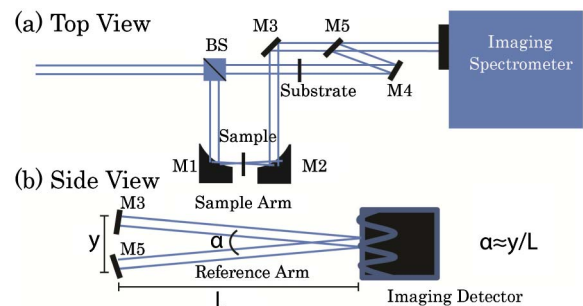 (a) Top View
M3
M5
BS
Imaging
Spectrometer
Substrate
M4
Sample
M1
M2
(b) Side View
Sample Arm
M3
y
α
α≈y/L
M5
Reference Arm
L
Imaging Detector